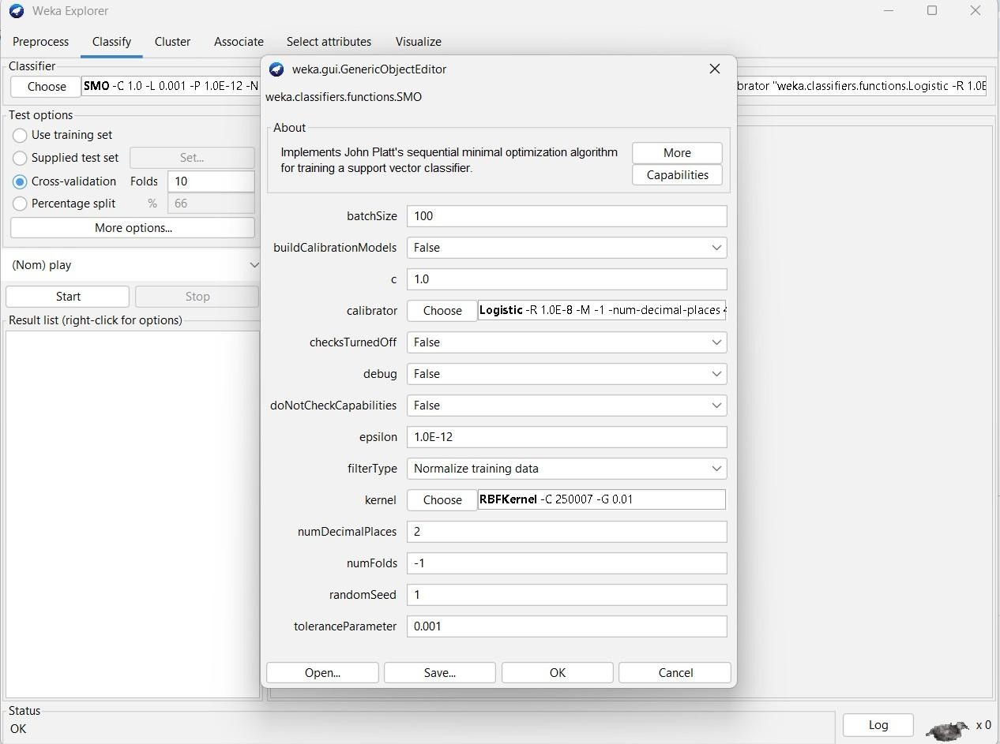 Weka Explorer
Preprocess Classify Cluster Associate Select attributes Visualize
Classifier
Choose SMO -C 1.0 -L 0.001 -P 1.0E-12 -N
brator "weka.classifiers.functions.Logistic -R 1.0E
Test options
Use training set
Supplied test set Set...
Cross-validation Folds 10
Percentage split % 66
More options...
(Nom) play
Start Stop
Result list (right-click for options)
weka.gui.GenericObjectEditor
weka.classifiers.functions.SMO
About
Implements John Platt's sequential minimal optimization algorithm
for training a support vector classifier.
More
Capabilities
batchSize 100
buildCalibrationModels False
c 1.0
calibrator Choose Logistic -R 1.0E-8 -M -1 -num-decimal-places 4
checksTurnedOff False
debug False
doNotCheckCapabilities False
epsilon 1.0E-12
filterType Normalize training data
kernel Choose RBFKernel -C 250007 -G 0.01
numDecimalPlaces 2
numFolds -1
randomSeed 1
toleranceParameter 0.001
Open... Save... OK Cancel
Status
OK
Log x 0